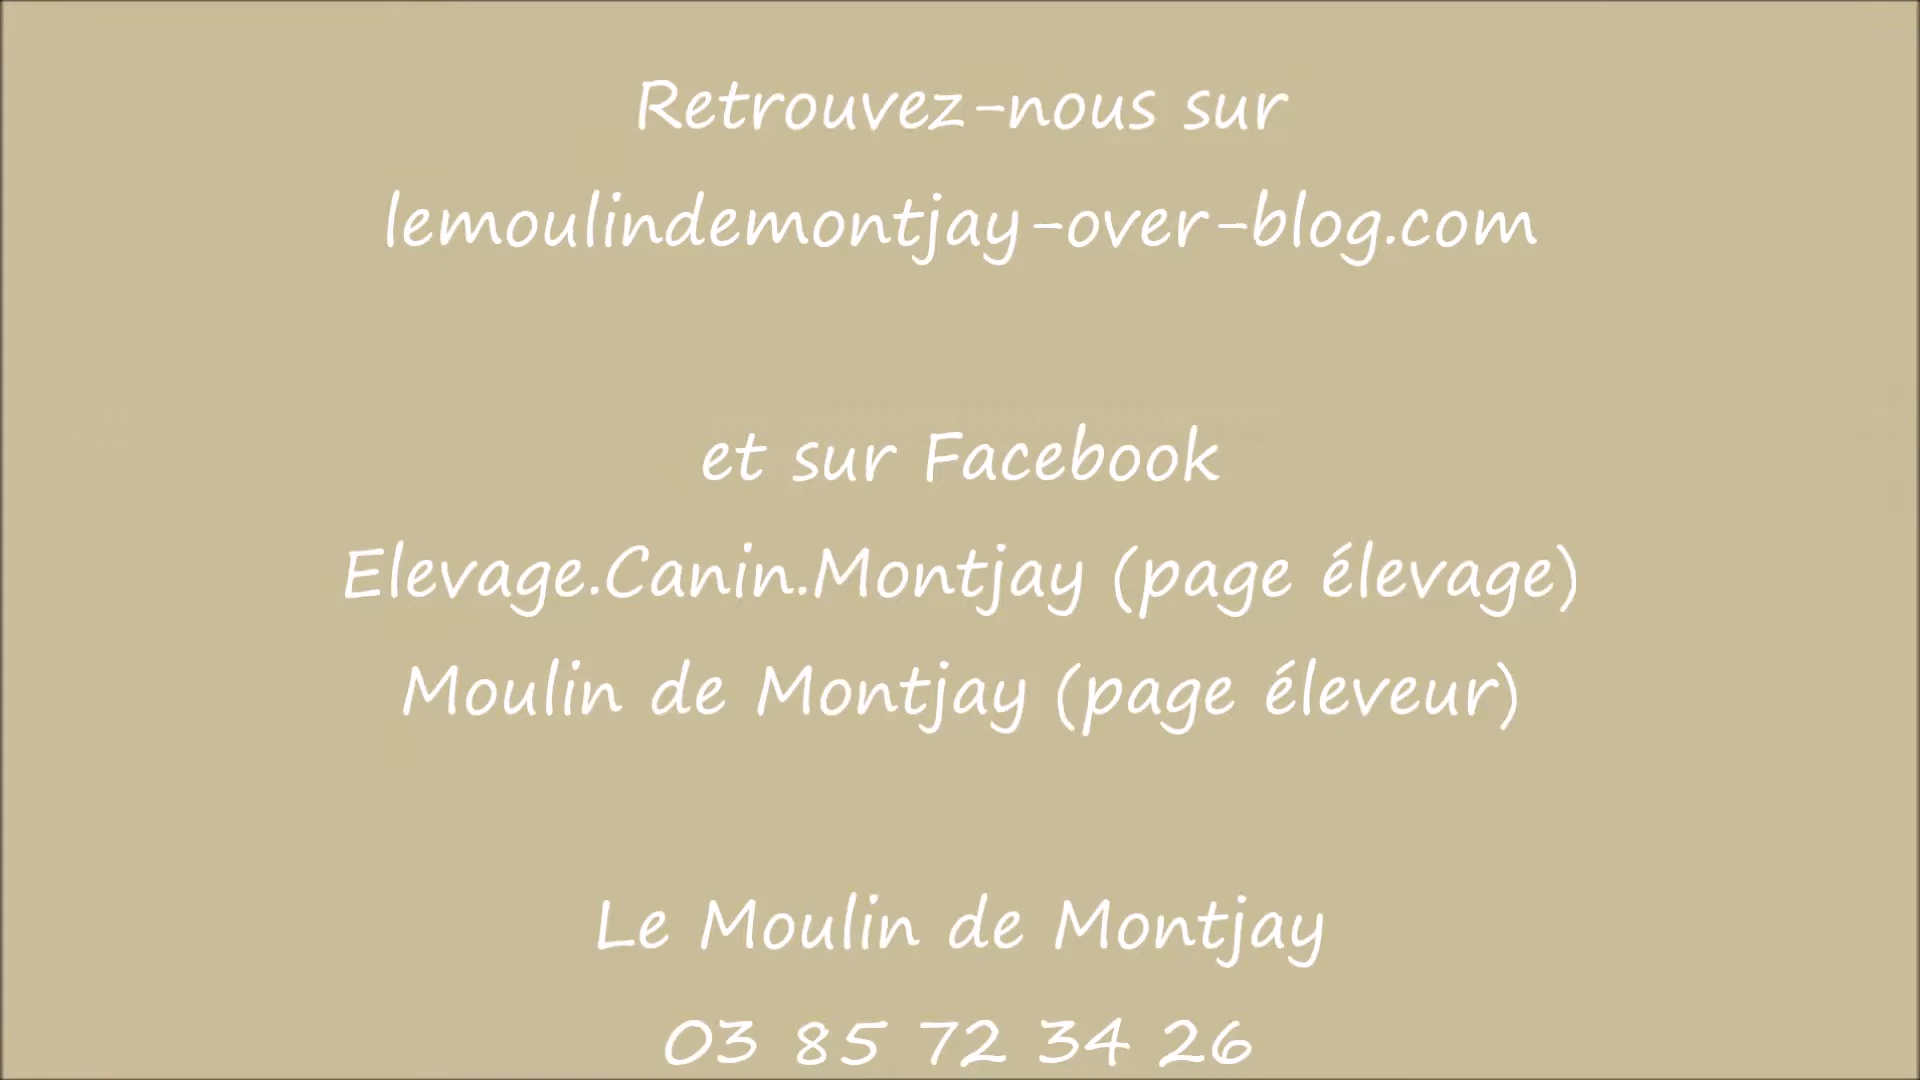 Retrouvez-nous sur
lemoulindemontjay-over-blog.com
et sur Facebook
Elevage.Canin.Montjay (page élevage)
Moulin de Montjay (page éleveur)
Le Moulin de Montjay
03 85 72 34 26